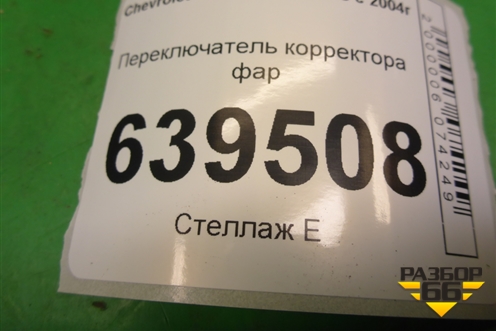 с 2004г
Переключатель корректора
фар
639508
Стеллаж Е
2000006074249
РАЗБОР
66